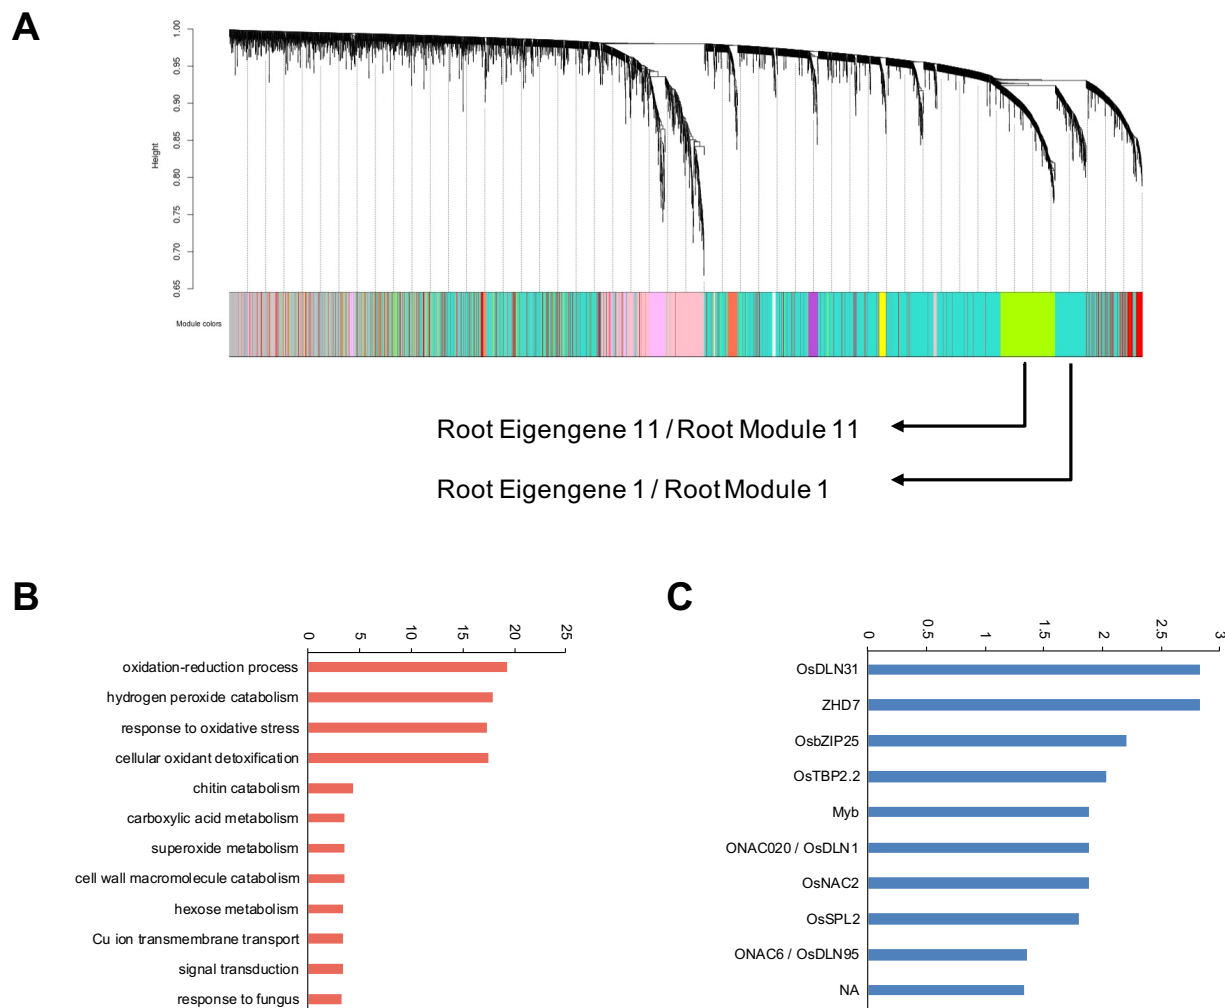 A
1.00
0.95
0.90
0.85
0.80
0.75
0.70
0.65
Height
Module colors
Root Eigengene 11 / Root Module 11
Root Eigengene 1 / Root Module 1
B
0 5 10 15 20 25
oxidation-reduction process
hydrogen peroxide catabolism
response to oxidative stress
cellular oxidant detoxification
chitin catabolism
carboxylic acid metabolism
superoxide metabolism
cell wall macromolecule catabolism
hexose metabolism
Cu ion transmembrane transport
signal transduction
response to fungus
C
0 0.5 1 1.5 2 2.5 3
OsDLN31
ZHD7
OsbZIP25
OsTBP2.2
Myb
ONAC020 / OsDLN1
OsNAC2
OsSPL2
ONAC6 / OsDLN95
NA